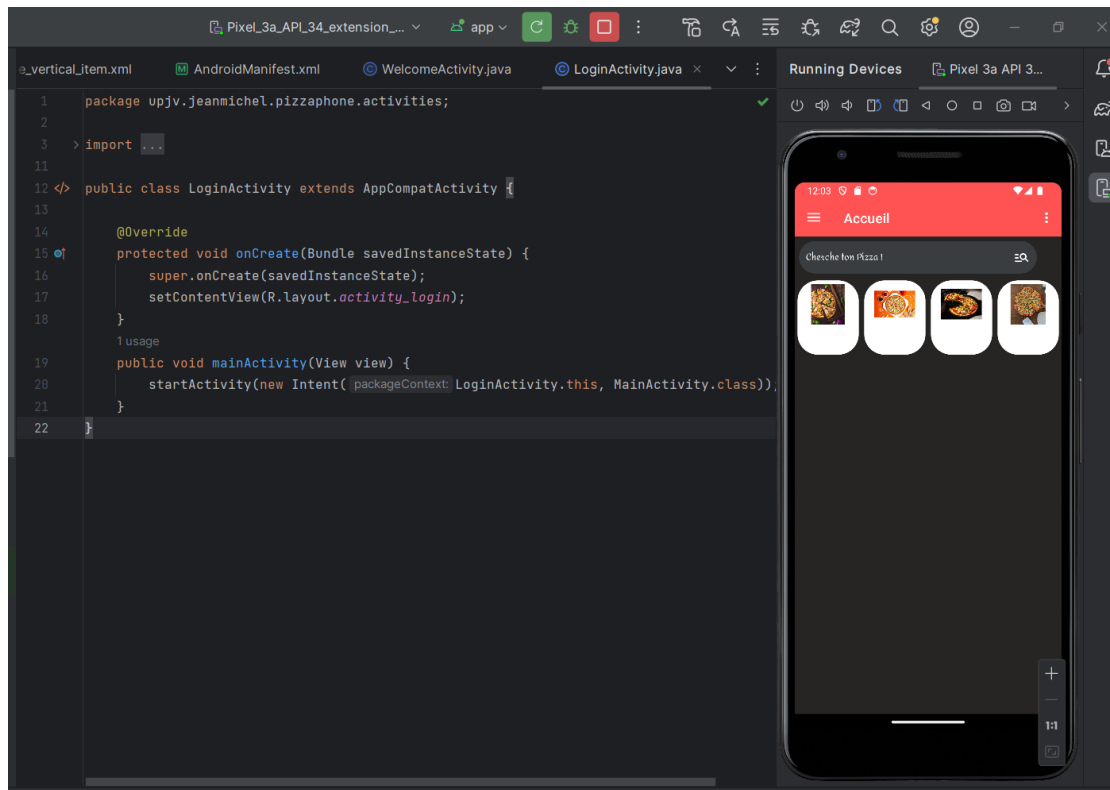 Pixel_3a_API_34_extension_... app
e_vertical_item.xml AndroidManifest.xml WelcomeActivity.java LoginActivity.java
Running Devices Pixel 3a API 3...
1 package upjv.jeanmichel.pizzaphone.activities;
2
3 import ...
11
12 public class LoginActivity extends AppCompatActivity {
13
14 @Override
15 protected void onCreate(Bundle savedInstanceState) {
16 super.onCreate(savedInstanceState);
17 setContentView(R.layout.activity_login);
18 }
1 usage
19 public void mainActivity(View view) {
20 startActivity(new Intent( packageContext: LoginActivity.this, MainActivity.class));
21 }
22 }
12:03
Accueil
Cherche ton Pizza !
1:1